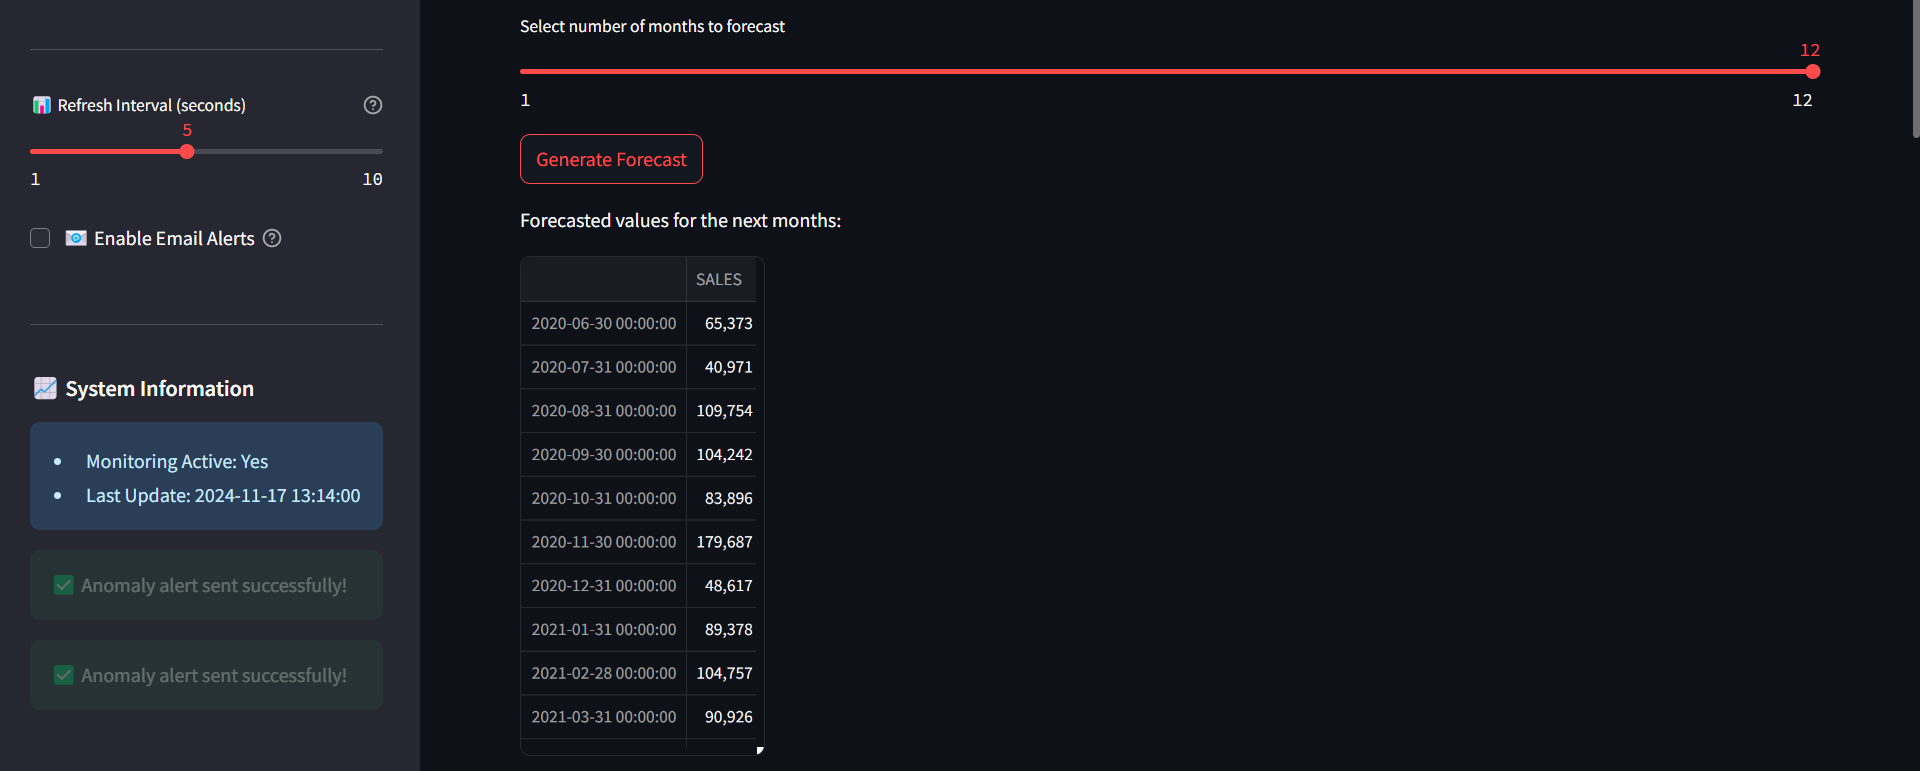 Refresh Interval (seconds)
5
1 10
Enable Email Alerts
System Information
Monitoring Active: Yes
Last Update: 2024-11-17 13:14:00
Anomaly alert sent successfully!
Anomaly alert sent successfully!
Select number of months to forecast
12
1 12
Generate Forecast
Forecasted values for the next months:
SALES
2020-06-30 00:00:00 65,373
2020-07-31 00:00:00 40,971
2020-08-31 00:00:00 109,754
2020-09-30 00:00:00 104,242
2020-10-31 00:00:00 83,896
2020-11-30 00:00:00 179,687
2020-12-31 00:00:00 48,617
2021-01-31 00:00:00 89,378
2021-02-28 00:00:00 104,757
2021-03-31 00:00:00 90,926